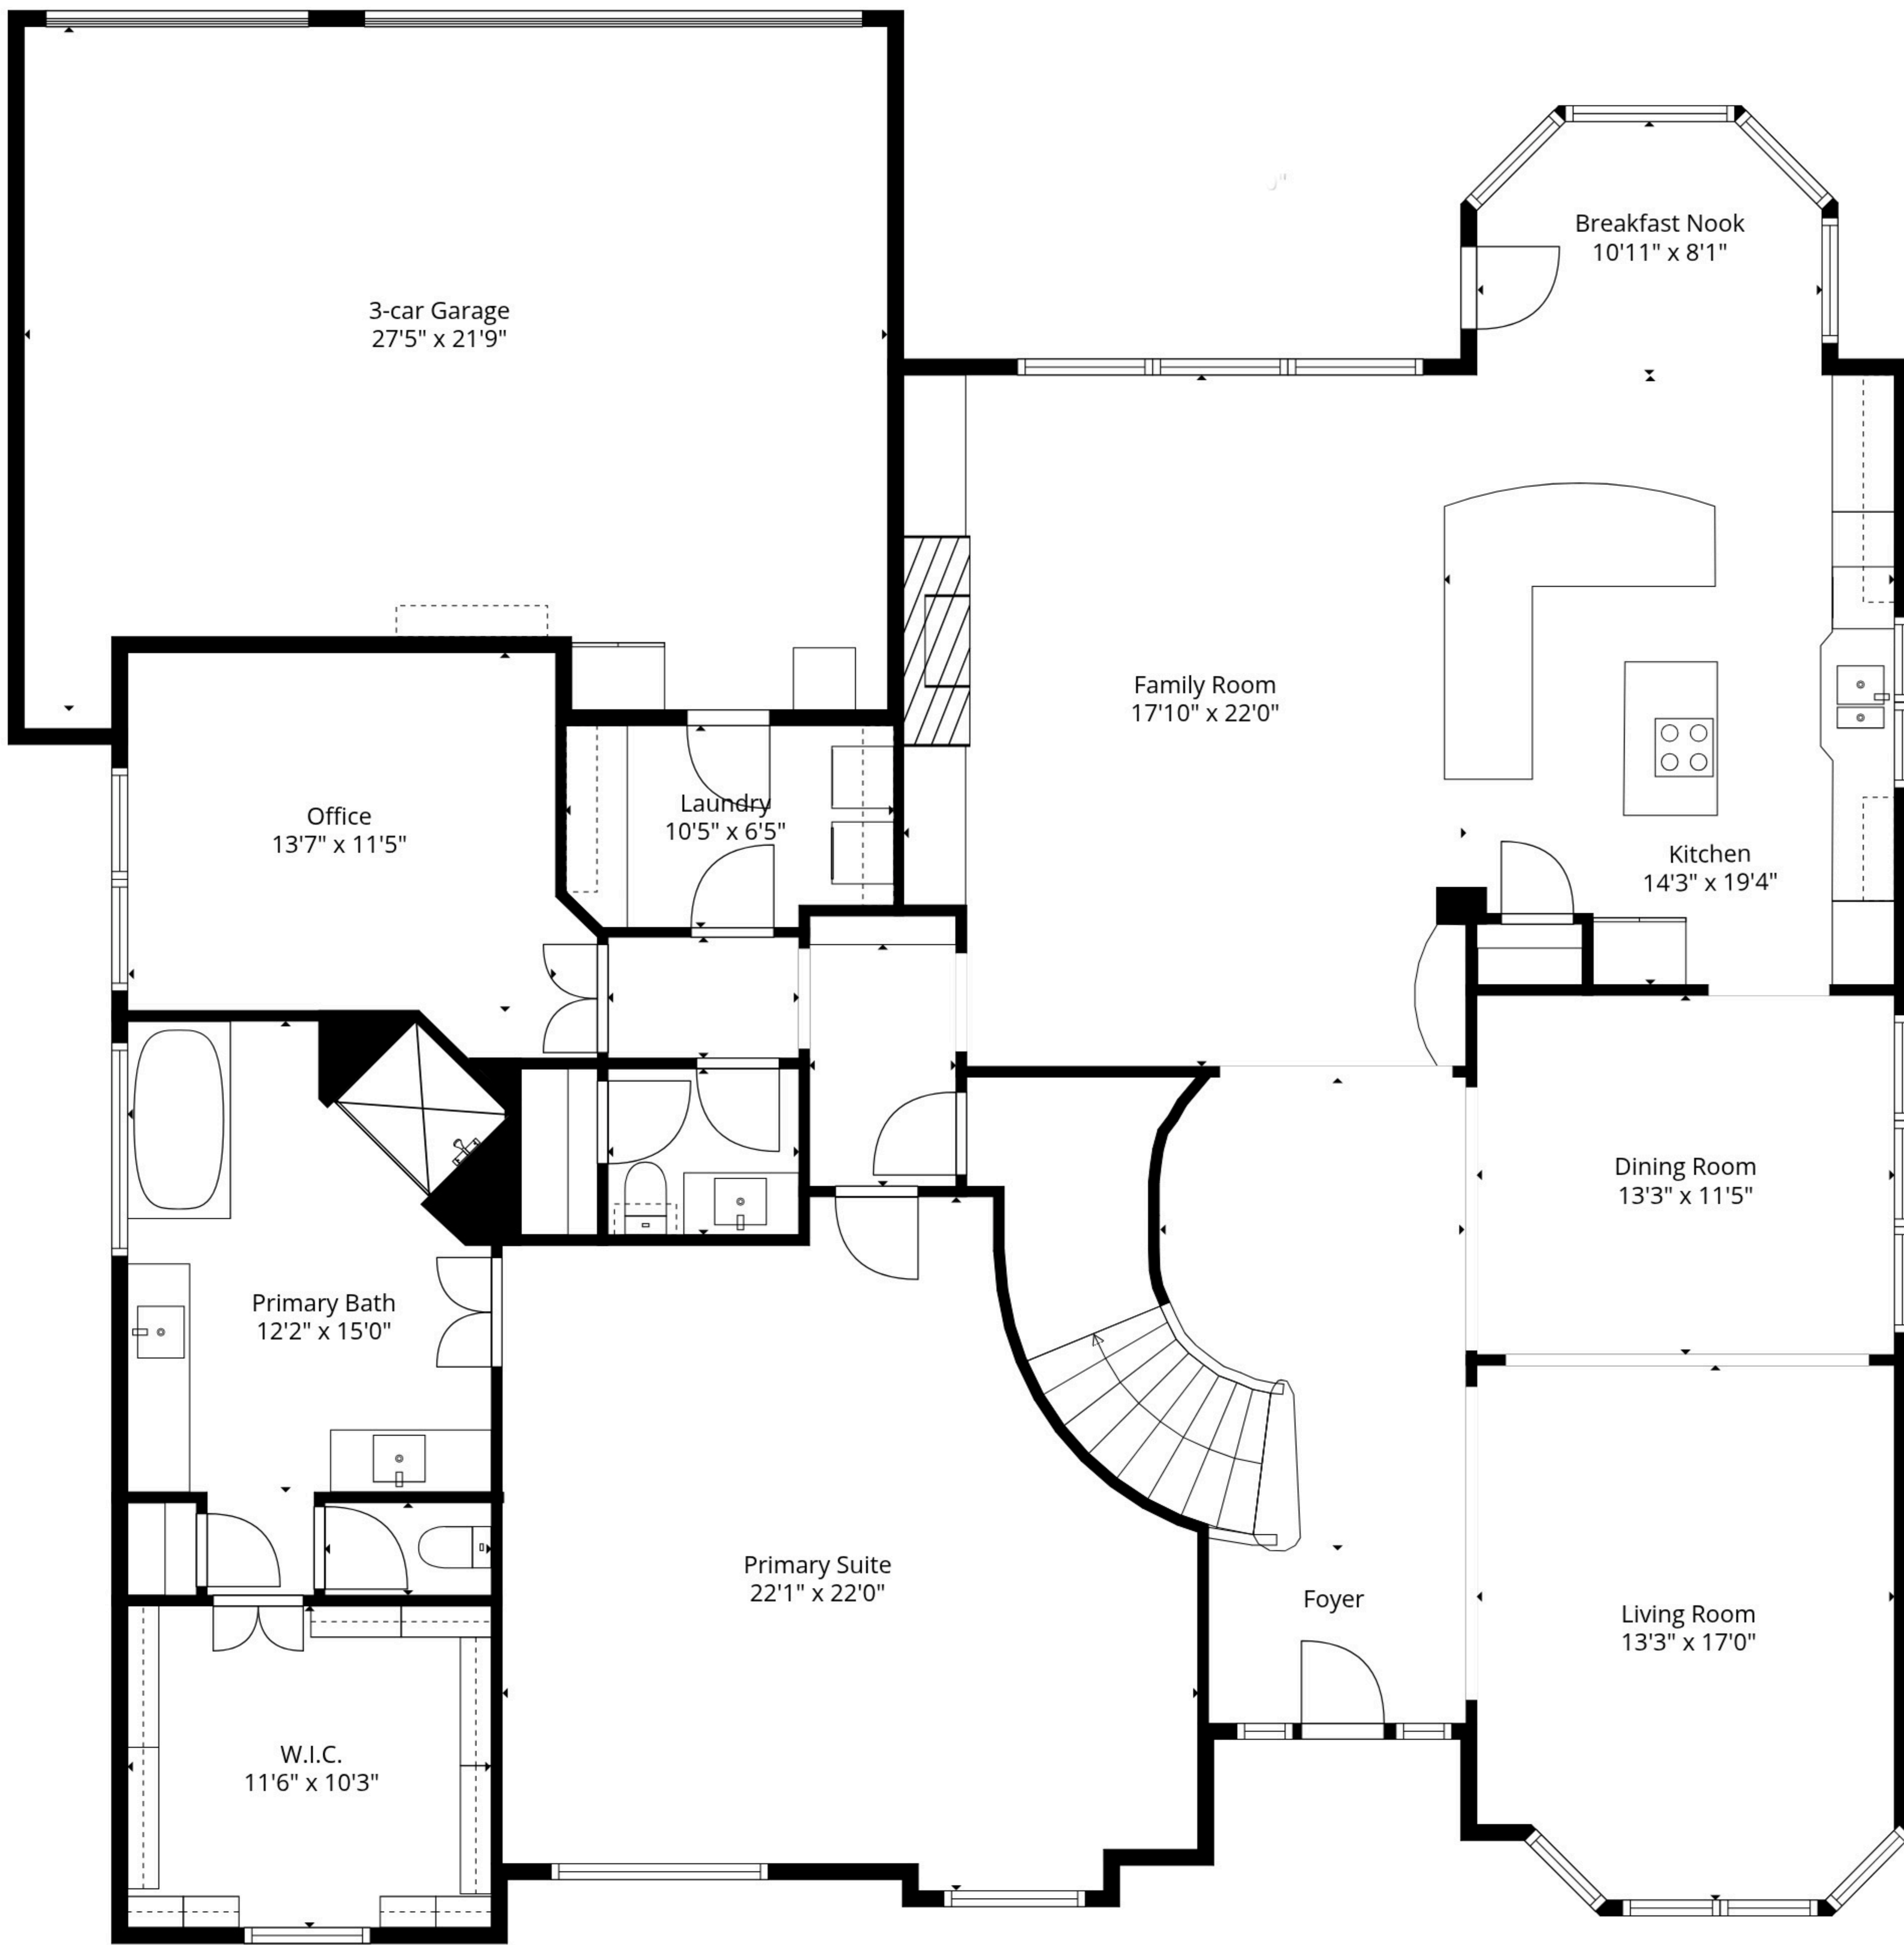 Breakfast Nook
10'11" x 8'1"
3-car Garage
27'5" x 21'9"
Family Room
17'10" x 22'0"
Office
13'7" x 11'5"
Laundry
10'5" x 6'5"
Kitchen
14'3" x 19'4"
Dining Room
13'3" x 11'5"
Primary Bath
12'2" x 15'0"
Primary Suite
22'1" x 22'0"
Foyer
Living Room
13'3" x 17'0"
W.I.C.
11'6" x 10'3"